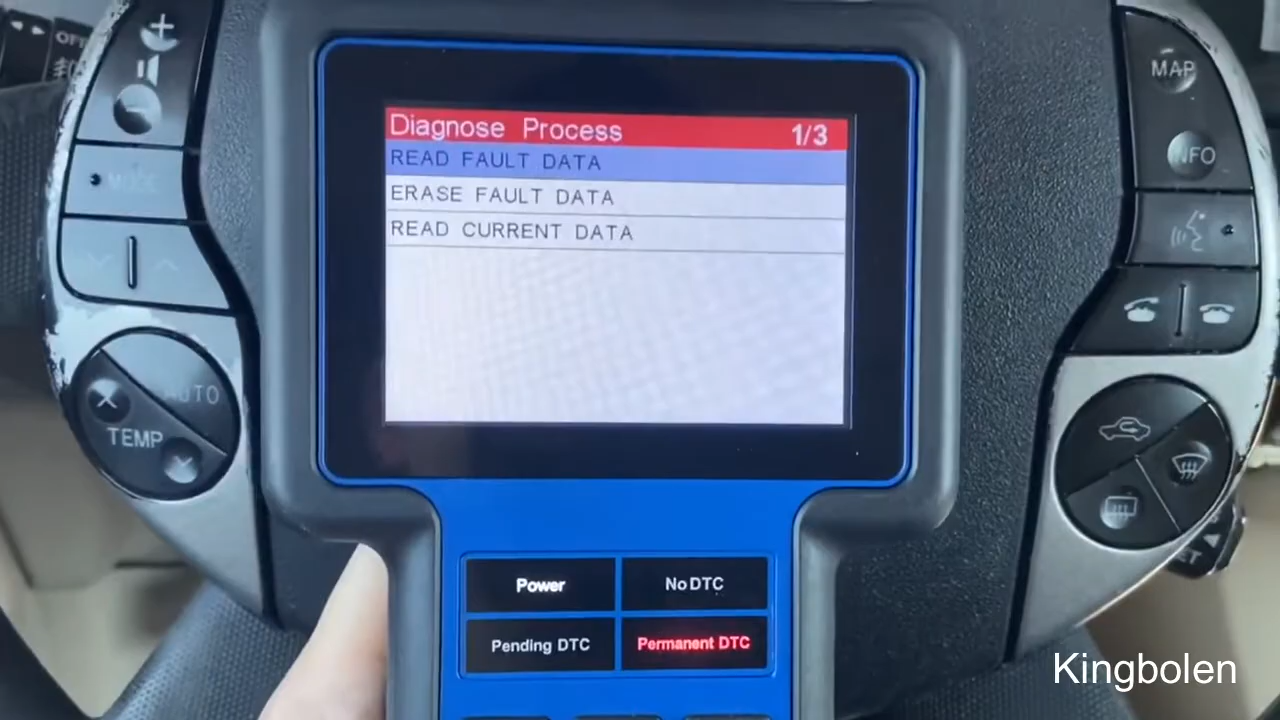 OFF
MAP
INFO
Diagnose Process 1/3
READ FAULT DATA
ERASE FAULT DATA
READ CURRENT DATA
AUTO
TEMP
Power
No DTC
Pending DTC
Permanent DTC
Kingbolen